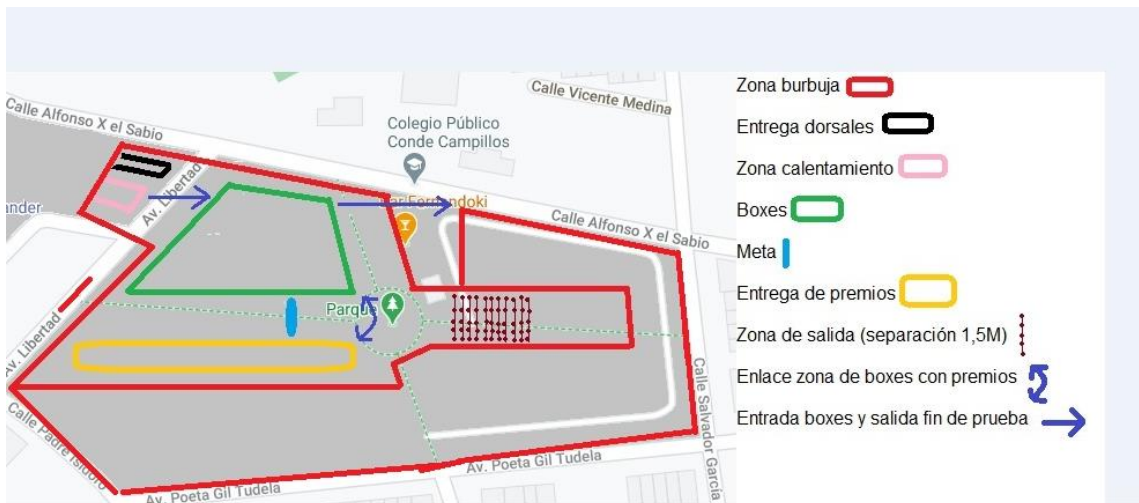 Calle Alfonso X el Sabio
Calle Vicente Medina
Colegio Público
Conde Campillos
Av. Libertad
ander
Calle Alfonso X el Sabio
Parque
Av. Libertad
Calle Padre Isidoro
Av. Poeta Gil Tudela
Av. Poeta Gil Tudela
Calle Salvador García
Zona burbuja
Entrega dorsales
Zona calentamiento
Boxes
Meta
Entrega de premios
Zona de salida (separación 1,5M)
Enlace zona de boxes con premios
Entrada boxes y salida fin de prueba